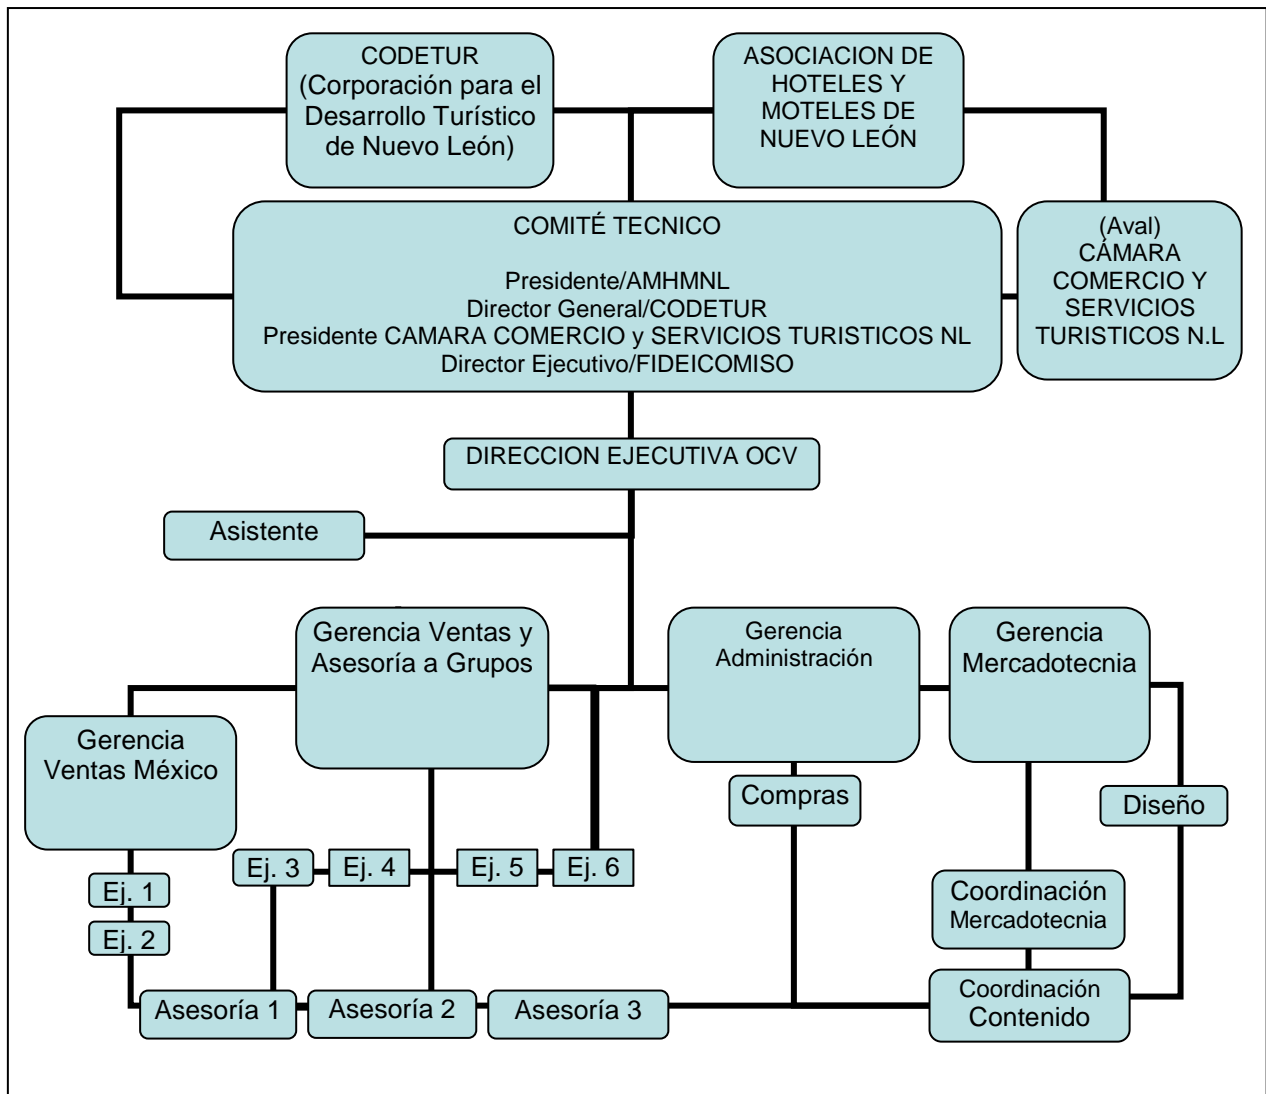 CODETUR
(Corporación para el
Desarrollo Turístico
de Nuevo León)
ASOCIACION DE
HOTELES Y
MOTELES DE
NUEVO LEÓN
COMITÉ TECNICO
Presidente/AMHMNL
Director General/CODETUR
Presidente CAMARA COMERCIO y SERVICIOS TURISTICOS NL
Director Ejecutivo/FIDEICOMISO
(Aval)
CÁMARA
COMERCIO Y
SERVICIOS
TURISTICOS N.L
DIRECCION EJECUTIVA OCV
Asistente
Gerencia Ventas y
Asesoría a Grupos
Gerencia
Administración
Gerencia
Mercadotecnia
Gerencia
Ventas México
Compras
Diseño
Ej. 1
Ej. 2
Ej. 3
Ej. 4
Ej. 5
Ej. 6
Coordinación
Mercadotecnia
Asesoría 1
Asesoría 2
Asesoría 3
Coordinación
Contenido